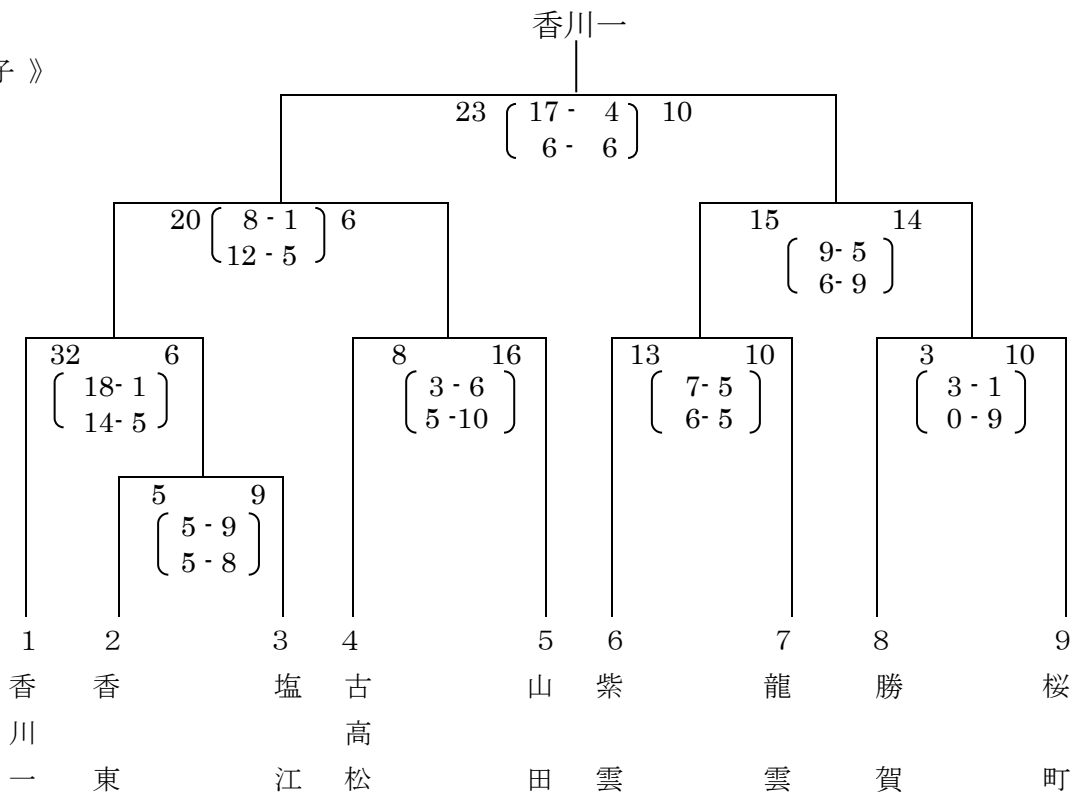 香川一
子 》
23 17 - 4 10
6 - 6
20 8 - 1 6
12 - 5
15 14
9- 5
6- 9
32 6
18- 1
14- 5
8 16
3 - 6
5 -10
13 10
7- 5
6- 5
3 10
3 - 1
0 - 9
5 9
5 - 9
5 - 8
1 2 3 4 5 6 7 8 9
香川一
香東
塩江
古高松
山田
紫雲
龍雲
勝賀
桜町